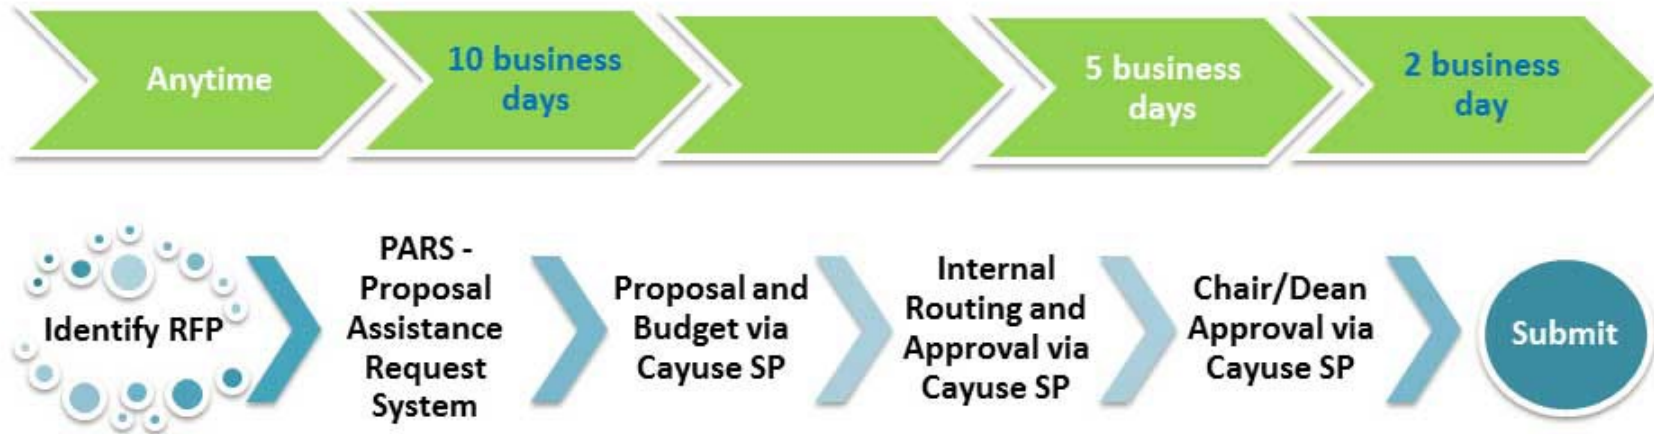 Anytime
10 business
days
5 business
days
2 business
day
Identify RFP
PARS -
Proposal
Assistance
Request
System
Proposal and
Budget via
Cayuse SP
Internal
Routing and
Approval via
Cayuse SP
Chair/Dean
Approval via
Cayuse SP
Submit